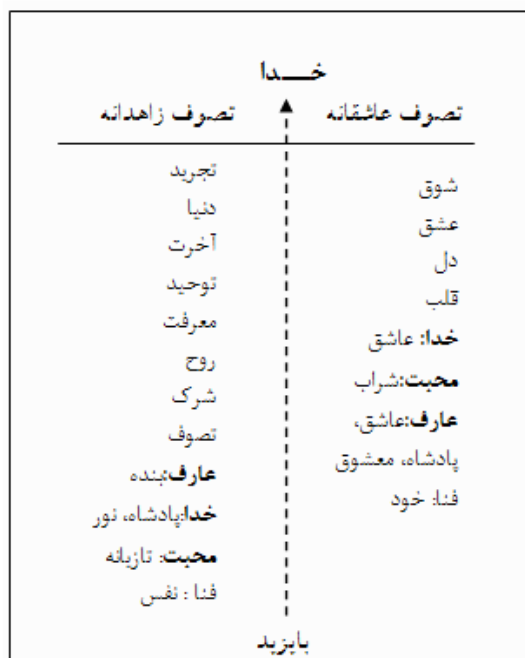 خـــدا
تصوف عاشقانه
شوق
عشق
دل
قلب
خدا: عاشق
محبت:شراب
عارف:عاشق،
پادشاه، معشوق
فنا: خود
تصوف زاهدانه
تجرید
دنیا
آخرت
توحید
معرفت
روح
شرک
تصوف
عارف:بنده
خدا:پادشاه، نور
محبت: تازیانه
فنا : نفس
بایزید